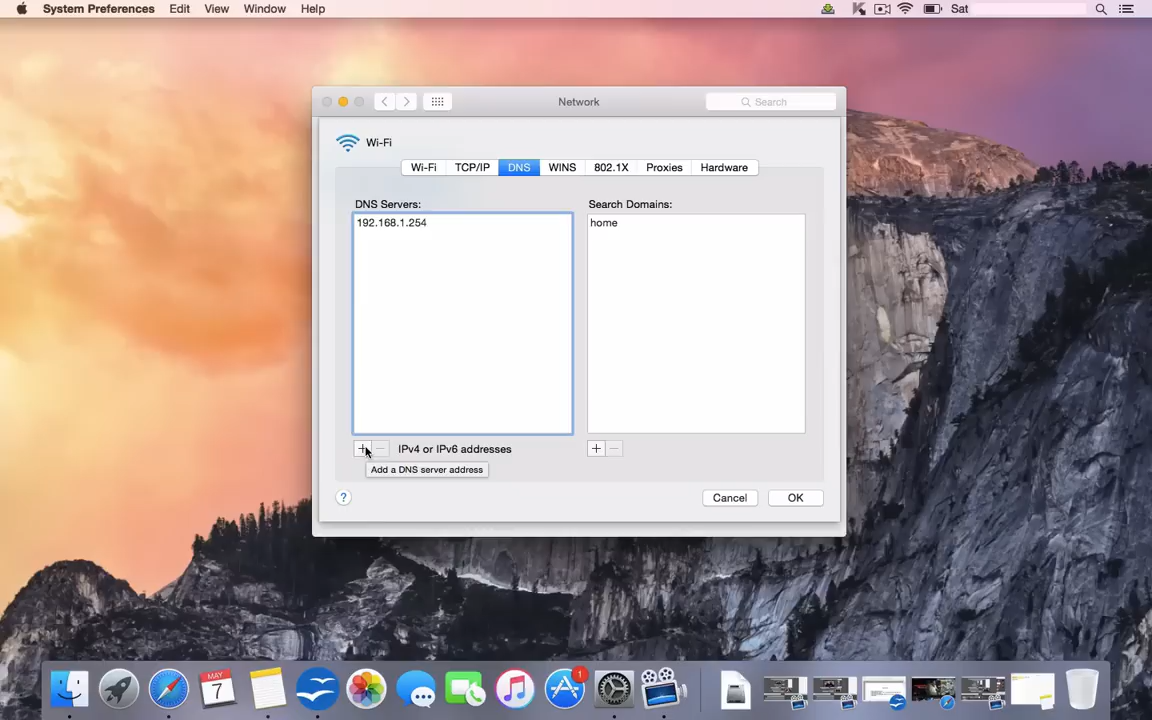 System Preferences Edit View Window Help Sat
Network
Search
Wi-Fi
Wi-Fi TCP/IP DNS WINS 802.1X Proxies Hardware
DNS Servers: Search Domains:
192.168.1.254 home
+ − IPv4 or IPv6 addresses + −
Add a DNS server address
? Cancel OK
MAY
7
1